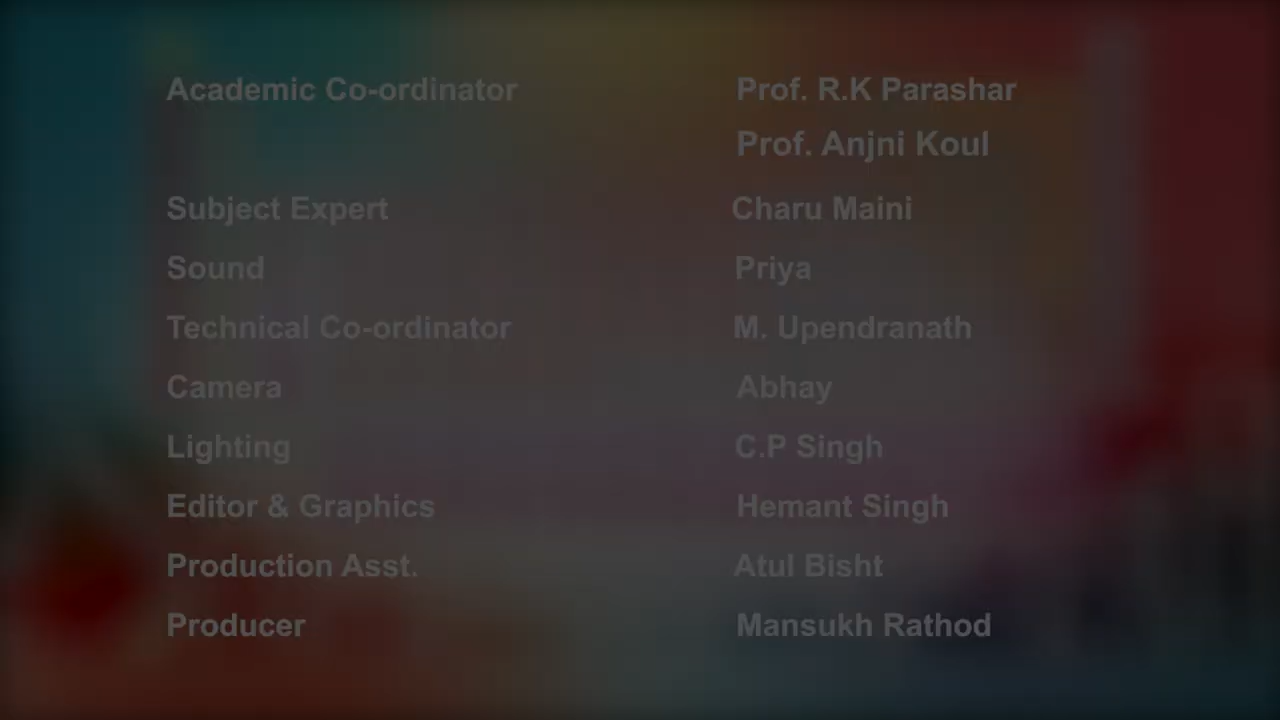 Academic Co-ordinator Prof. R.K Parashar
Prof. Anjni Koul
Subject Expert Charu Maini
Sound Priya
Technical Co-ordinator M. Upendranath
Camera Abhay
Lighting C.P Singh
Editor & Graphics Hemant Singh
Production Asst. Atul Bisht
Producer Mansukh Rathod